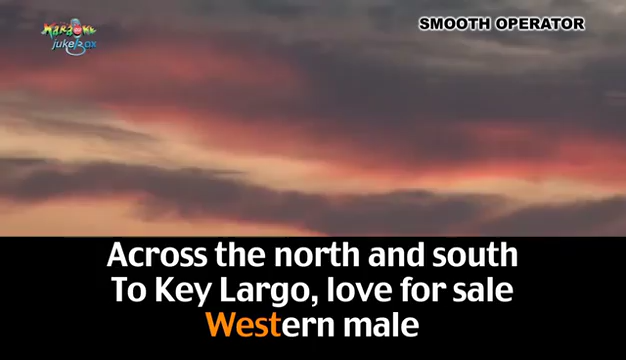 KARAOKE
jukebox
SMOOTH OPERATOR
Across the north and south
To Key Largo, love for sale
Western male